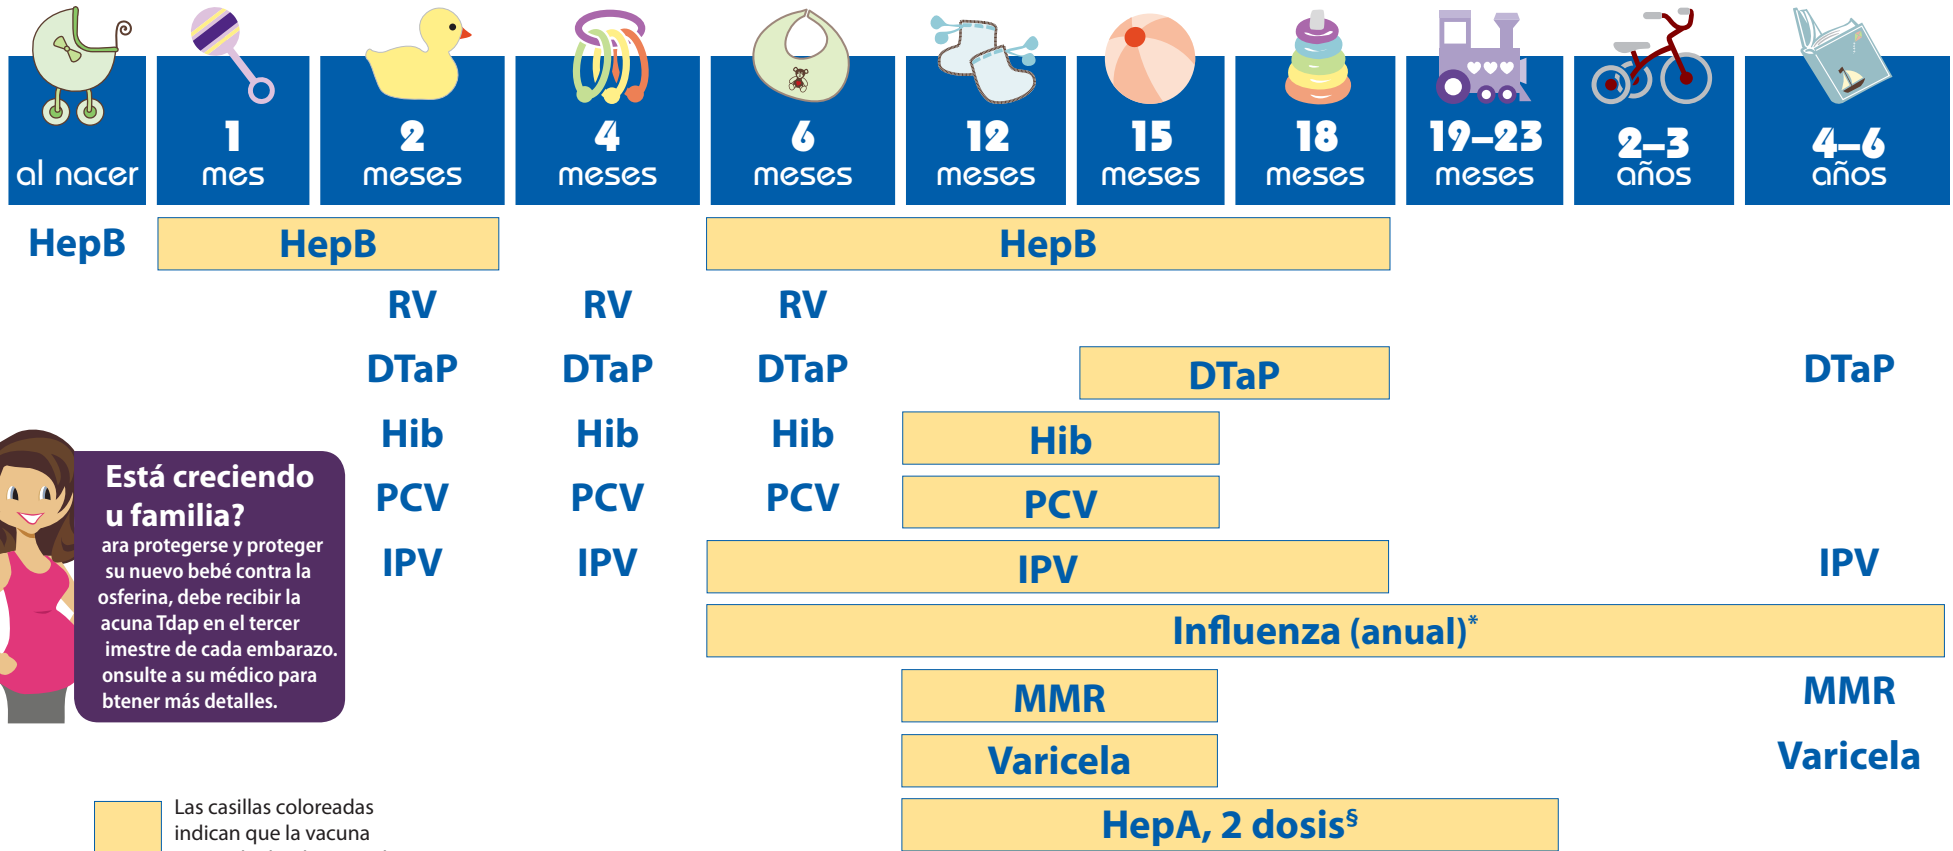 al nacer
1
mes
2
meses
4
meses
6
meses
12
meses
15
meses
18
meses
19–23
meses
2–3
años
4–6
años
HepB HepB HepB
RV RV RV
DTaP DTaP DTaP DTaP DTaP
Hib Hib Hib Hib
PCV PCV PCV PCV
IPV IPV IPV IPV
Influenza (anual)*
MMR MMR
Varicela Varicela
HepA, 2 dosis§
Está creciendo
u familia?
ara protegerse y proteger
su nuevo bebé contra la
osferina, debe recibir la
acuna Tdap en el tercer
imestre de cada embarazo.
onsulte a su médico para
btener más detalles.
Las casillas coloreadas
indican que la vacuna